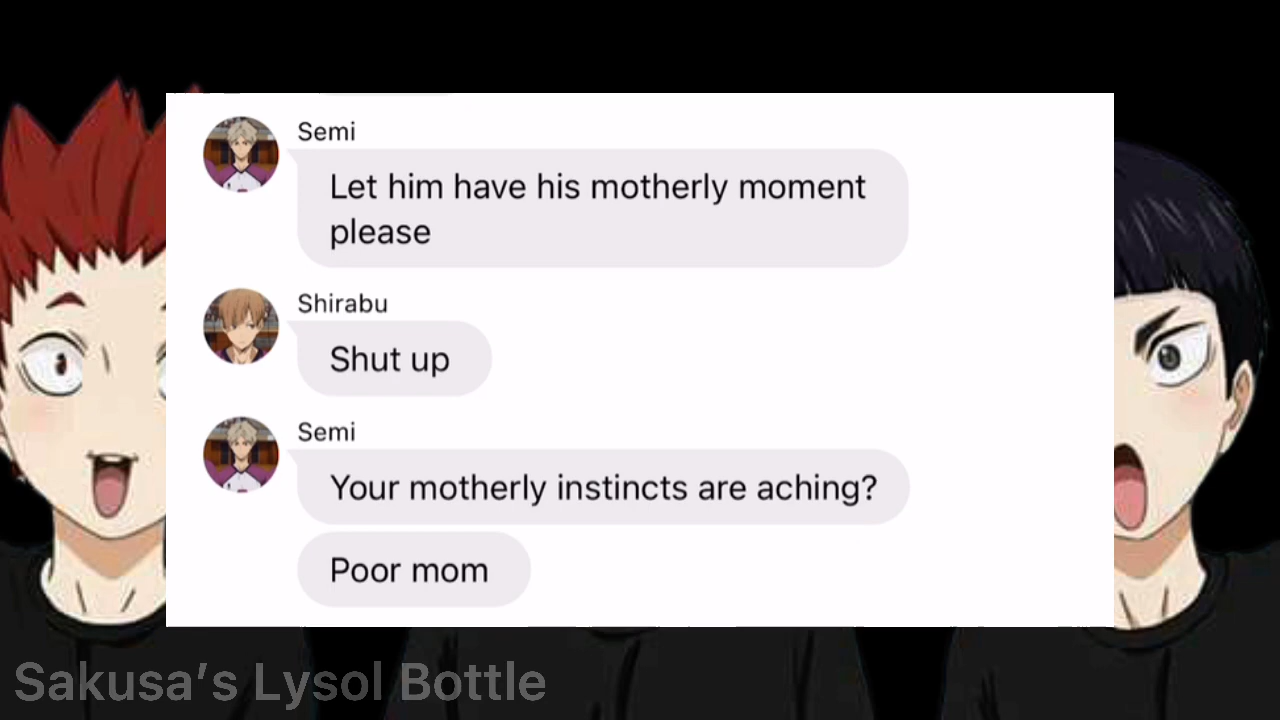 Semi
Let him have his motherly moment
please
Shirabu
Shut up
Semi
Your motherly instincts are aching?
Poor mom
Sakusa’s Lysol Bottle